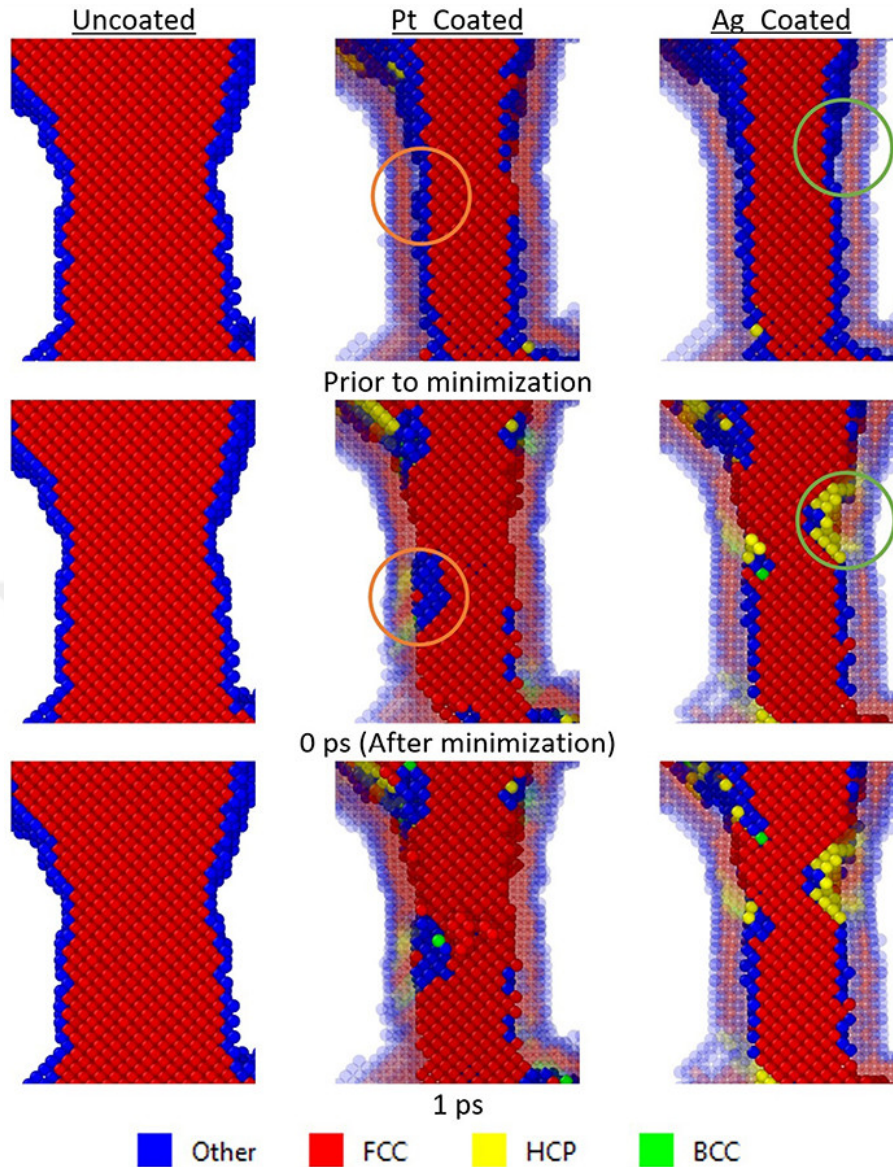 Uncoated Pt Coated Ag Coated
Prior to minimization
0 ps (After minimization)
1 ps
Other FCC HCP BCC